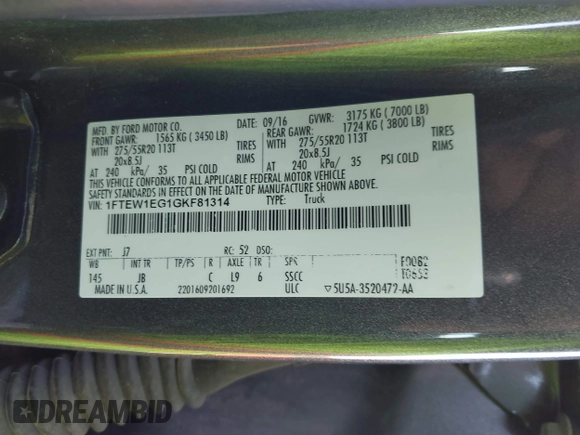 MFD. BY FORD MOTOR CO.
09/16
GVWR: 3175 KG (7000 LB)
FRONT GAWR: 1565 KG (3450 LB)
REAR GAWR: 1724 KG (3800 LB)
WITH 275/55R20 113T TIRES
WITH 275/55R20 113T TIRES
20x8.5J RIMS
20x8.5J RIMS
AT 240 kPa/ 35 PSI COLD
AT 240 kPa/ 35 PSI COLD
THIS VEHICLE CONFORMS TO ALL APPLICABLE FEDERAL MOTOR VEHICLE
SAFETY STANDARDS IN EFFECT ON THE DATE OF MANUFACTURE SHOWN ABOVE.
VIN: 1FTEW1EG1GKF81314
TYPE: Truck
EXT PNT: J7 RC: 52 DSO:
WB INT TR TP/PS R AXLE TR SPR
F0082
145 JB C L9 6 SSCC
T0653
MADE IN U.S.A. 2201609201692 ULC ▽5U5A-3520472-AA
DREAMBID